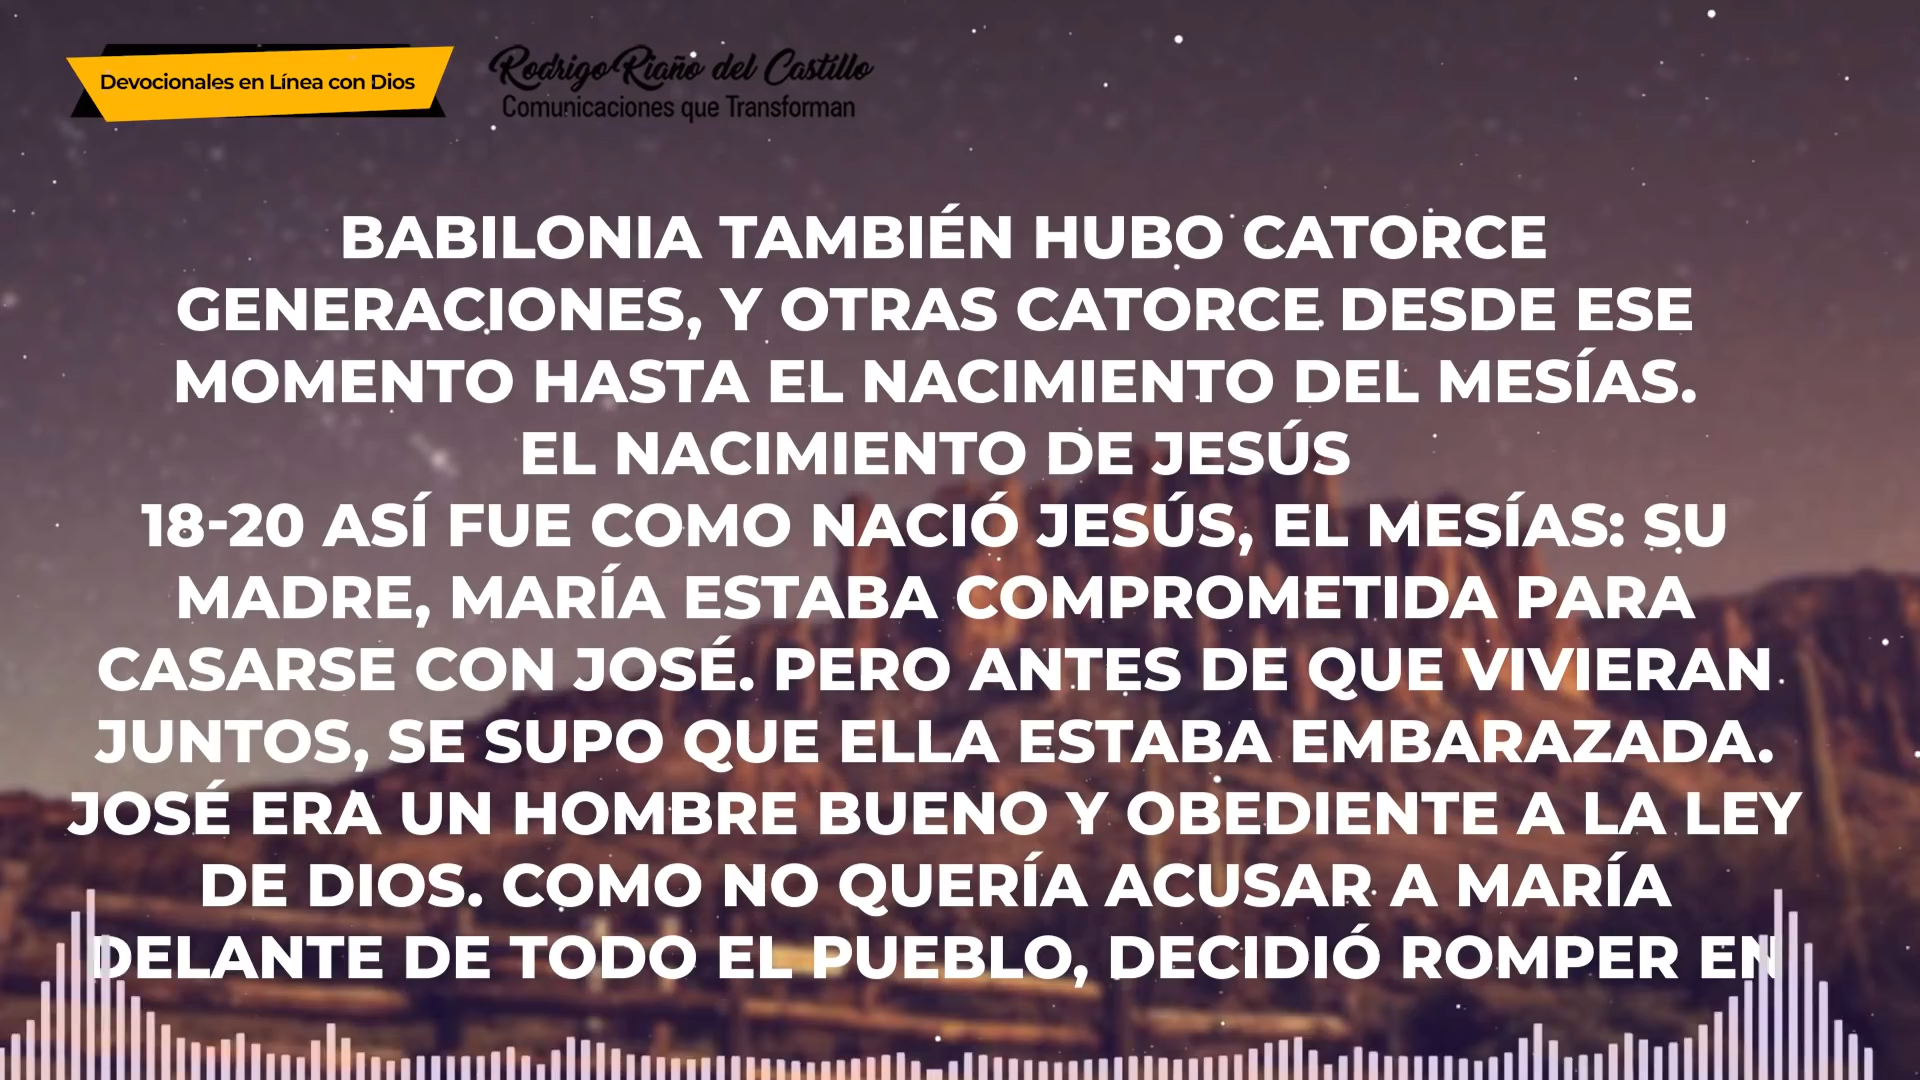 Devocionales en Línea con Dios
Rodrigo Riaño del Castillo
Comunicaciones que Transforman
BABILONIA TAMBIÉN HUBO CATORCE
GENERACIONES, Y OTRAS CATORCE DESDE ESE
MOMENTO HASTA EL NACIMIENTO DEL MESÍAS.
EL NACIMIENTO DE JESÚS
18-20 ASÍ FUE COMO NACIÓ JESÚS, EL MESÍAS: SU
MADRE, MARÍA ESTABA COMPROMETIDA PARA
CASARSE CON JOSÉ. PERO ANTES DE QUE VIVIERAN
JUNTOS, SE SUPO QUE ELLA ESTABA EMBARAZADA.
JOSÉ ERA UN HOMBRE BUENO Y OBEDIENTE A LA LEY
DE DIOS. COMO NO QUERÍA ACUSAR A MARÍA
DELANTE DE TODO EL PUEBLO, DECIDIÓ ROMPER EN